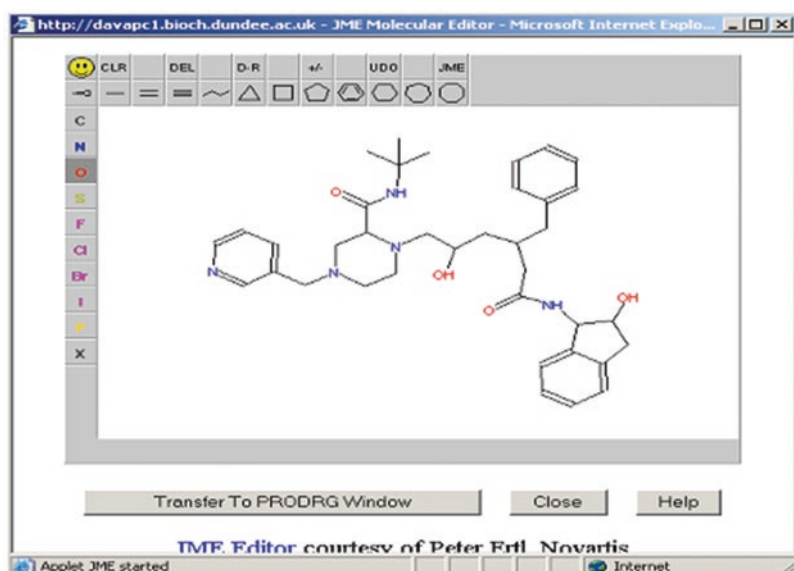 http://davapc1.bioch.dundee.ac.uk - JME Molecular Editor - Microsoft Internet Explo...
CLR DEL D-R +/- UDO JME
C
N
O
S
F
Cl
Br
I
P
X
O
NH
N
N
N
OH
O
NH
OH
Transfer To PRODRG Window Close Help
JME Editor courtesy of Peter Ertl, Novartis
Applet JME started Internet